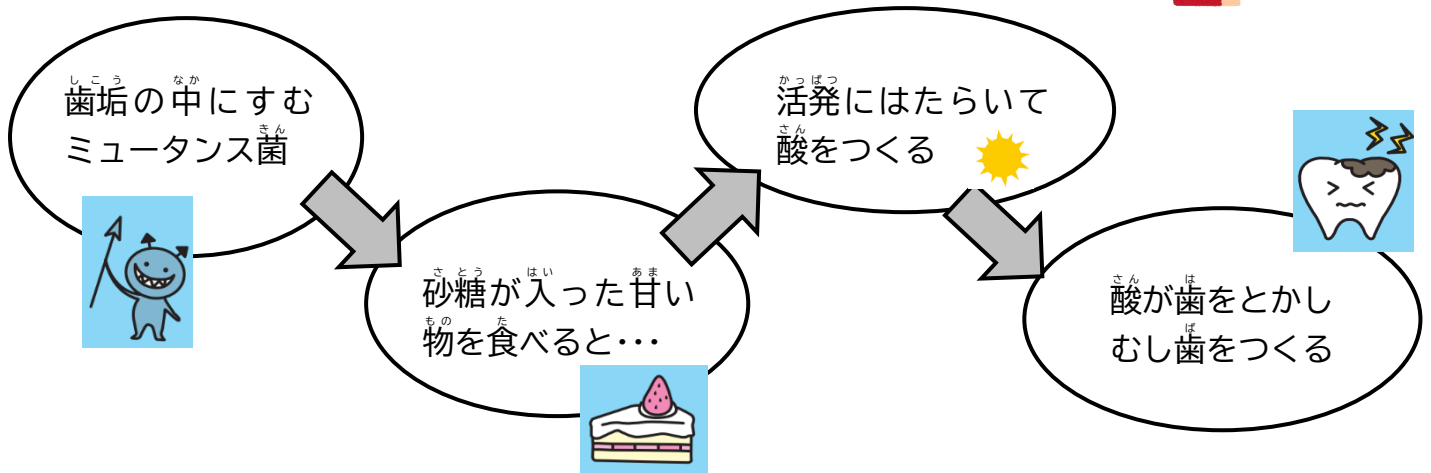 歯垢の中にすむ
ミュータンス菌
砂糖が入った甘い
物を食べると・・・
活発にはたらいて
酸をつくる
酸が歯をとかし
むし歯をつくる